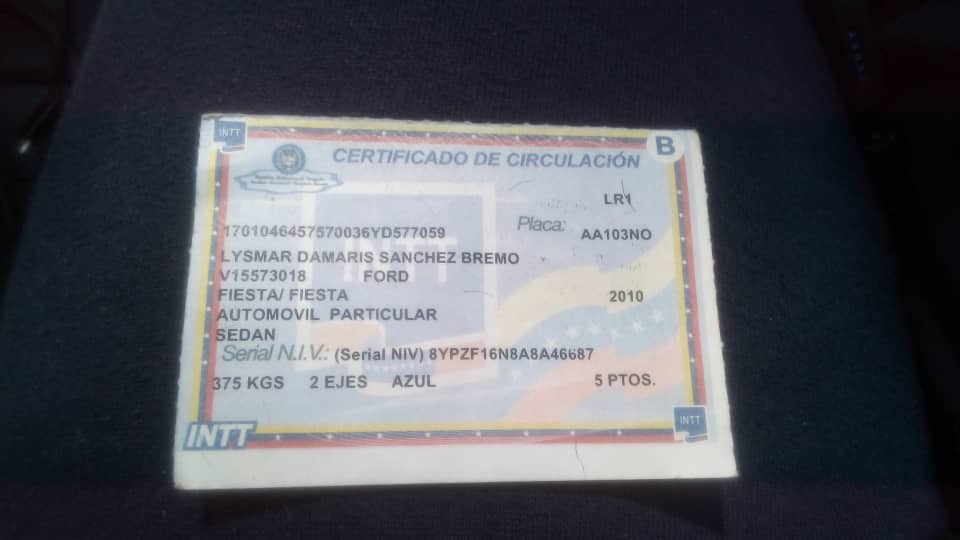 INTT
B
CERTIFICADO DE CIRCULACIÓN
LR1
1701046457570036YD577059
Placa: AA103NO
LYSMAR DAMARIS SANCHEZ BREMO
V15573018 FORD
FIESTA/ FIESTA 2010
AUTOMOVIL PARTICULAR
SEDAN
Serial N.I.V.: (Serial NIV) 8YPZF16N8A8A46687
375 KGS 2 EJES AZUL 5 PTOS.
INTT
INTT
INTT